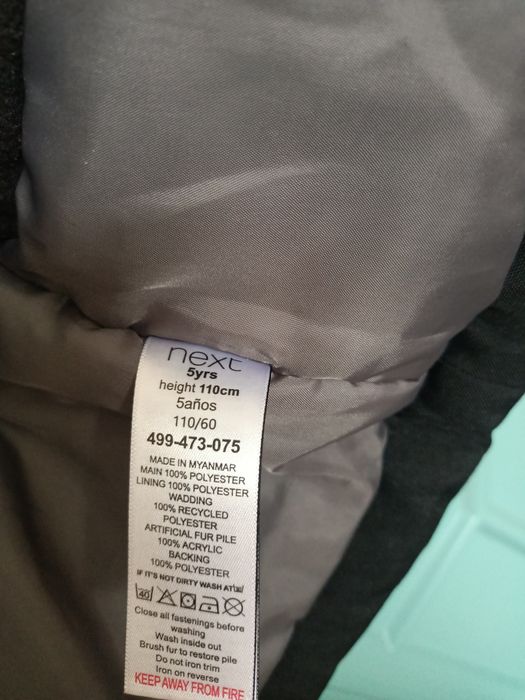 next
5yrs
height 110cm
5años
110/60
499-473-075
MADE IN MYANMAR
MAIN 100% POLYESTER
LINING 100% POLYESTER
WADDING
100% RECYCLED
POLYESTER
ARTIFICIAL FUR PILE
100% ACRYLIC
BACKING
100% POLYESTER
IF IT'S NOT DIRTY WASH AT
40
Close all fastenings before
washing
Wash inside out
Brush fur to restore pile
Do not iron trim
Iron on reverse
KEEP AWAY FROM FIRE